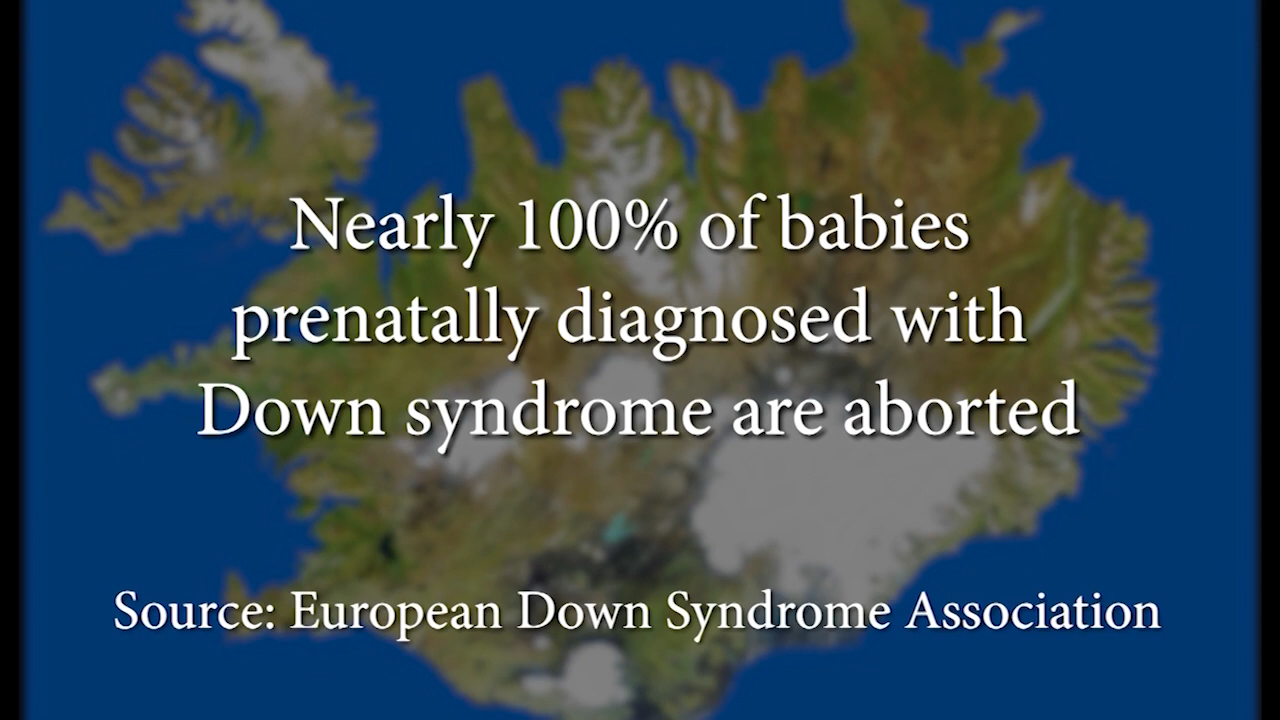 Nearly 100% of babies
prenatally diagnosed with
Down syndrome are aborted
Source: European Down Syndrome Association